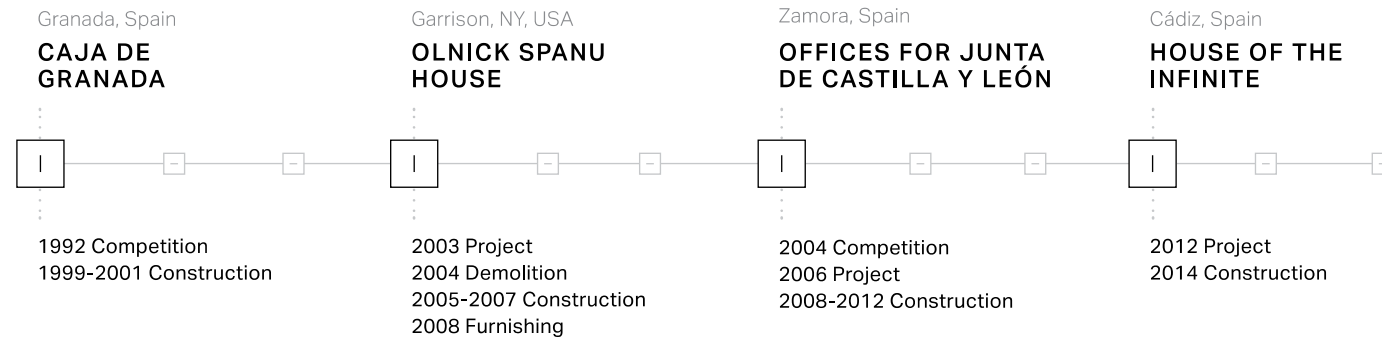 Granada, Spain
CAJA DE
GRANADA
1992 Competition
1999-2001 Construction
Garrison, NY, USA
OLNICK SPANU
HOUSE
2003 Project
2004 Demolition
2005-2007 Construction
2008 Furnishing
Zamora, Spain
OFFICES FOR JUNTA
DE CASTILLA Y LEÓN
2004 Competition
2006 Project
2008-2012 Construction
Cádiz, Spain
HOUSE OF THE
INFINITE
2012 Project
2014 Construction